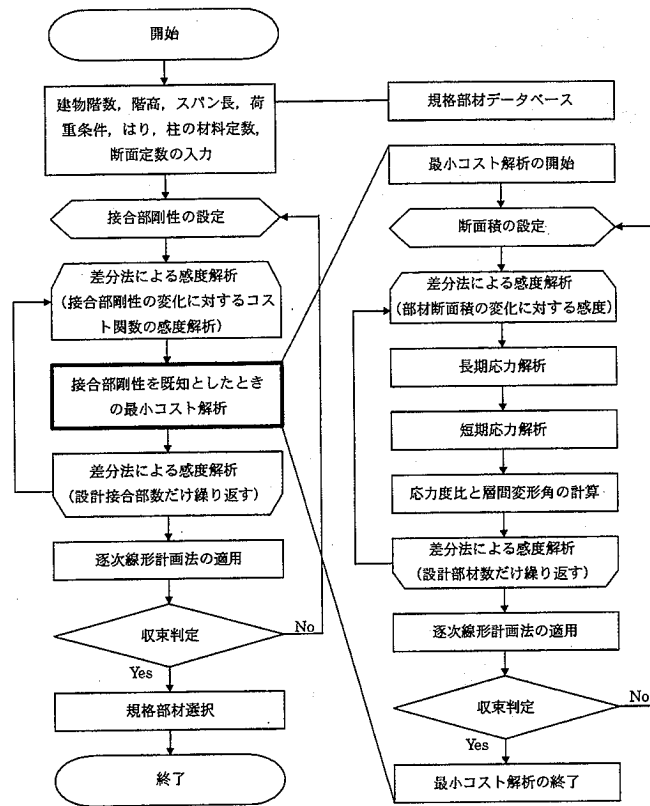 開始
建物階数，階高，スパン長，荷
重条件，はり，柱の材料定数，
断面定数の入力
接合部剛性の設定
差分法による感度解析
(接合部剛性の変化に対するコス
ト関数の感度解析)
接合部剛性を既知としたとき
の最小コスト解析
差分法による感度解析
(設計接合部数だけ繰り返す)
逐次線形計画法の適用
収束判定
No
Yes
規格部材選択
終了
規格部材データベース
最小コスト解析の開始
断面積の設定
差分法による感度解析
(部材断面積の変化に対する感度)
長期応力解析
短期応力解析
応力度比と層間変形角の計算
差分法による感度解析
(設計部材数だけ繰り返す)
逐次線形計画法の適用
収束判定
No
Yes
最小コスト解析の終了